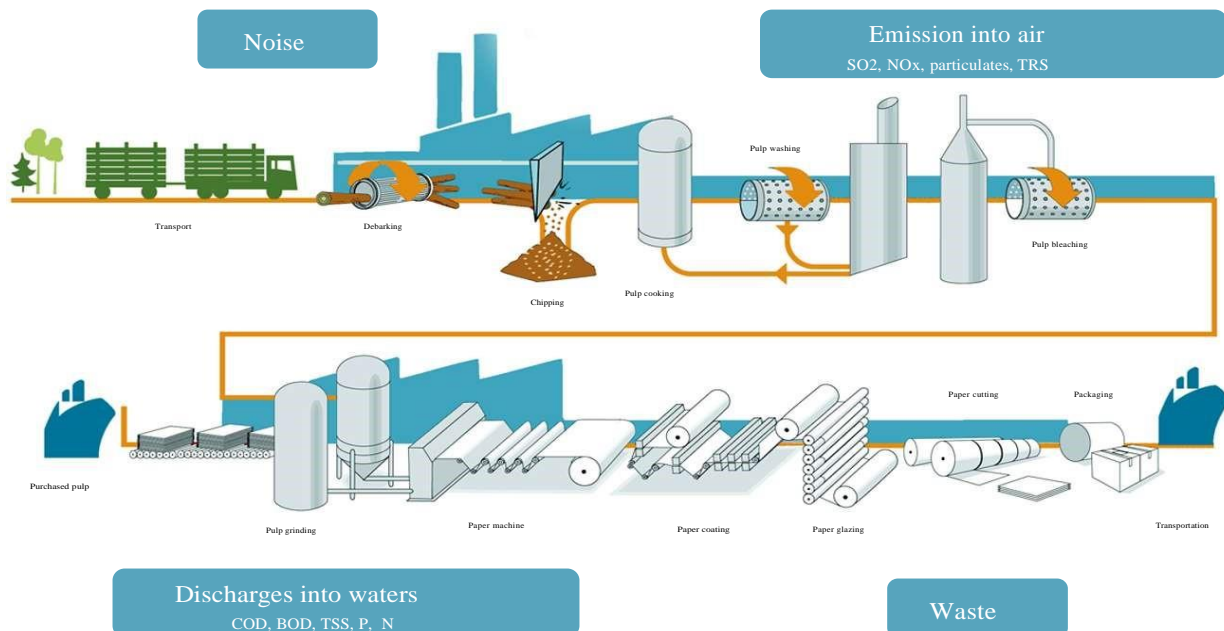 Noise
Emission into air
SO2, NOx, particulates, TRS
Pulp washing
Transport
Debarking
Pulp bleaching
Chipping
Pulp cooking
Paper cutting
Packaging
Purchased pulp
Pulp grinding
Paper machine
Paper coating
Paper glazing
Transportation
Discharges into waters
COD, BOD, TSS, P, N
Waste